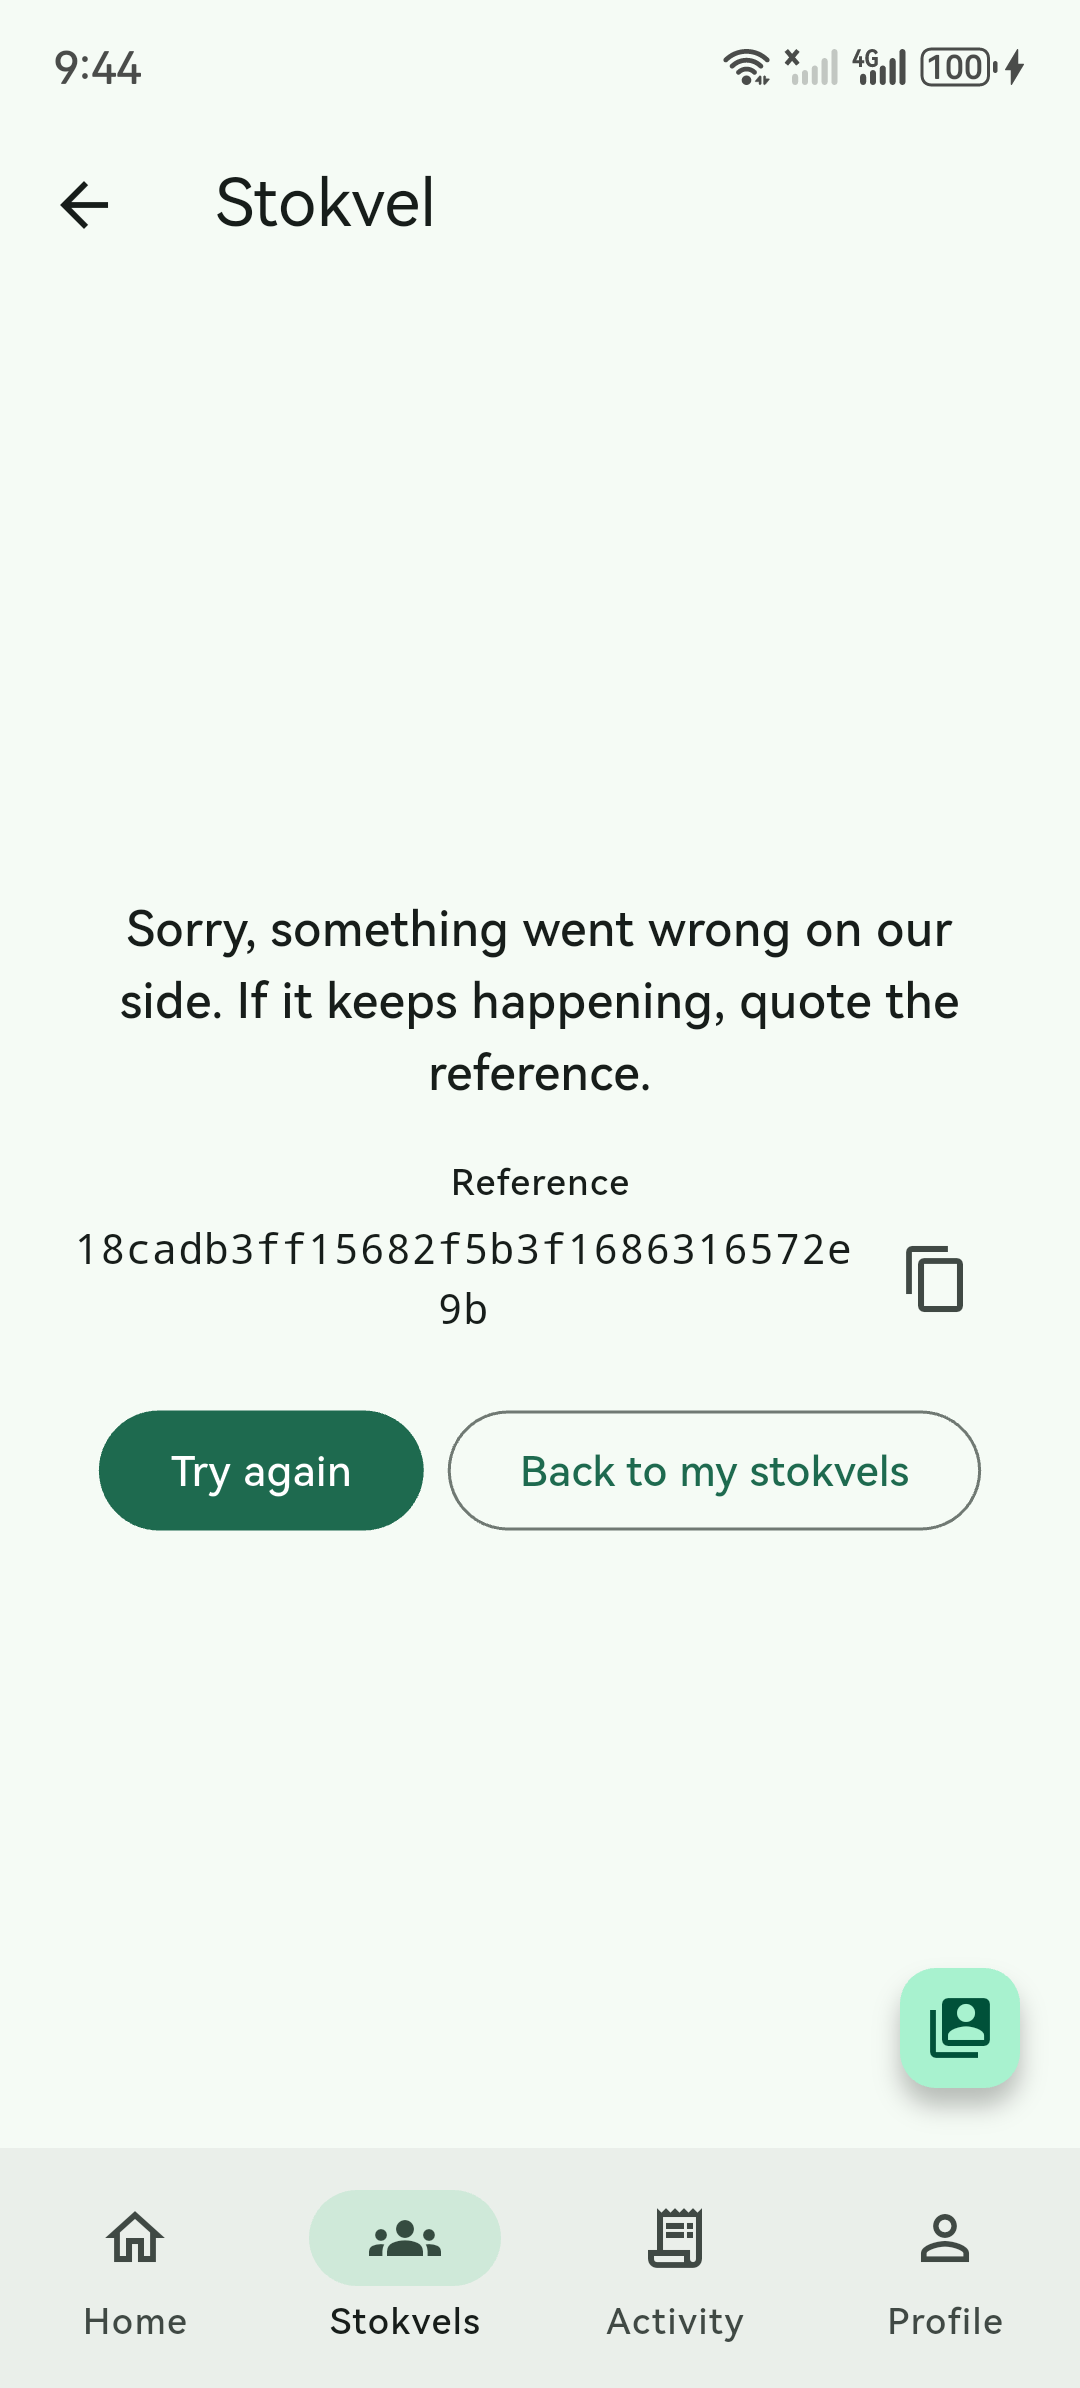 9:44
4G
100
Stokvel
Sorry, something went wrong on our
side. If it keeps happening, quote the
reference.
Reference
18cadb3ff15682f5b3f1686316572e
9b
Try again
Back to my stokvels
Home
Stokvels
Activity
Profile